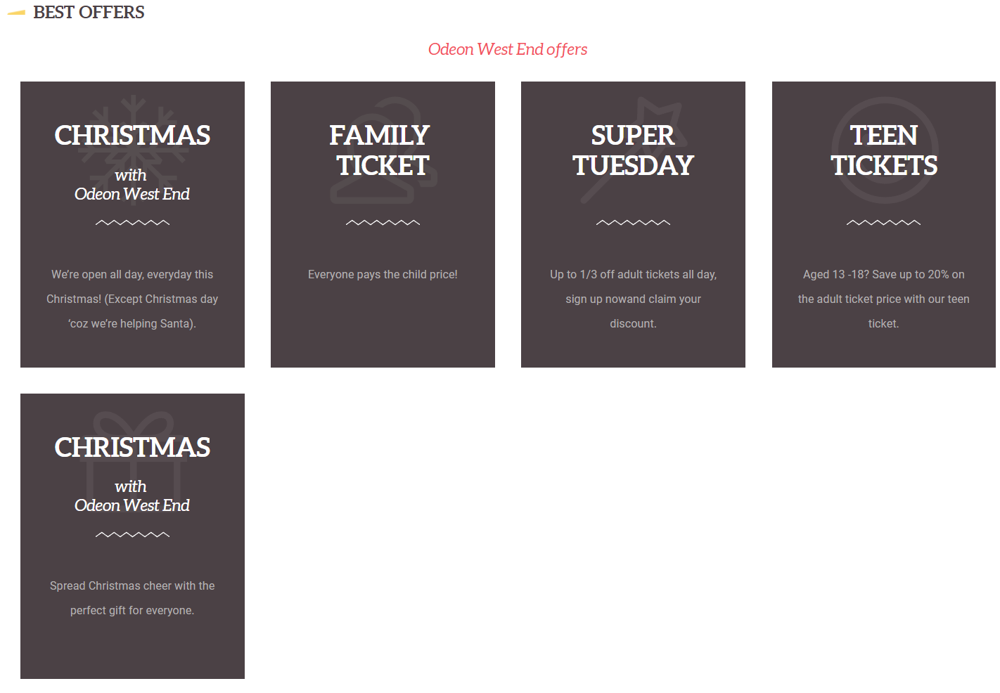 BEST OFFERS
Odeon West End offers
CHRISTMAS
with
Odeon West End
We’re open all day, everyday this
Christmas! (Except Christmas day
‘coz we’re helping Santa).
FAMILY
TICKET
Everyone pays the child price!
SUPER
TUESDAY
Up to 1/3 off adult tickets all day,
sign up nowand claim your
discount.
TEEN
TICKETS
Aged 13 -18? Save up to 20% on
the adult ticket price with our teen
ticket.
CHRISTMAS
with
Odeon West End
Spread Christmas cheer with the
perfect gift for everyone.